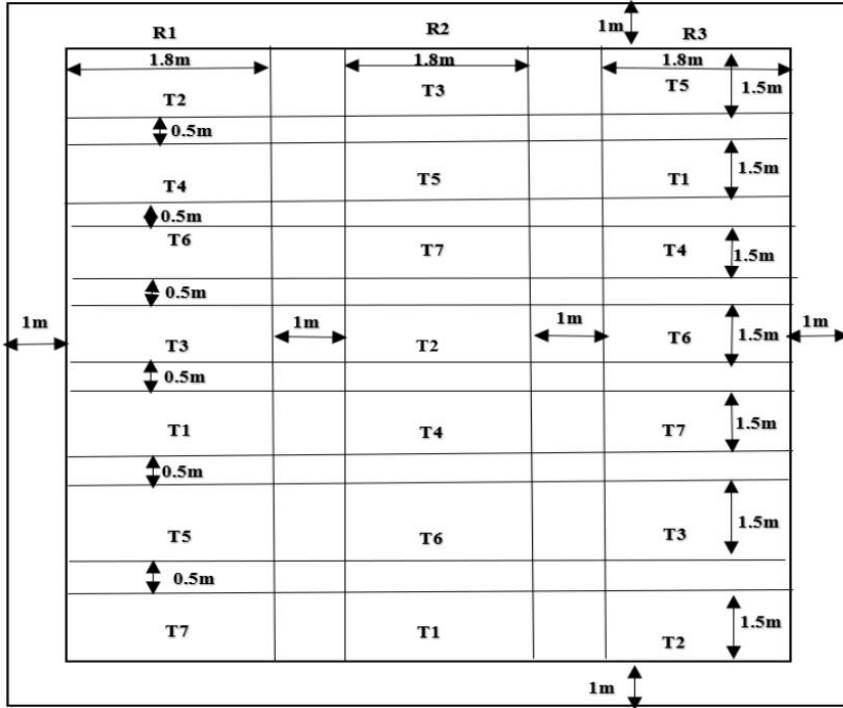 R1 R2 1m R3
1.8m 1.8m 1.8m
T2 T3 T5 1.5m
0.5m
T4 T5 T1 1.5m
0.5m
T6 T7 T4 1.5m
0.5m
1m 1m 1m 1m
T3 T2 T6 1.5m
0.5m
T1 T4 T7 1.5m
0.5m
T5 T6 T3 1.5m
0.5m
T7 T1 T2 1.5m
1m